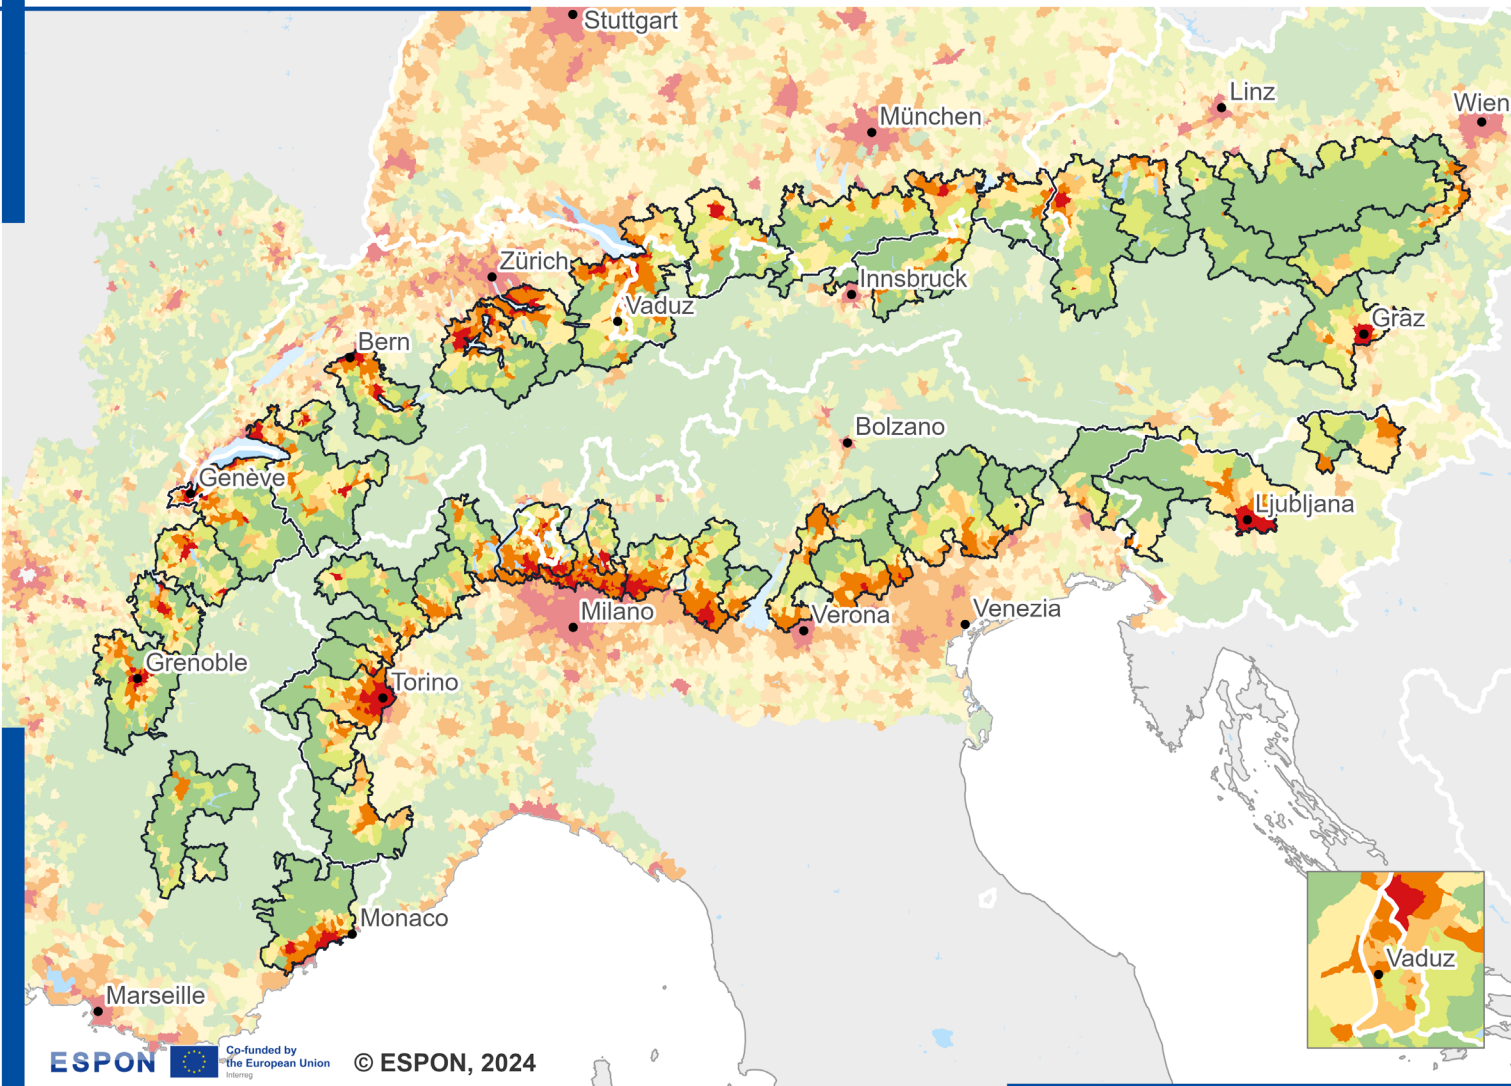 Stuttgart
Linz
Wien
München
Zürich
Innsbruck
Vaduz
Graz
Bern
Bolzano
Genève
Ljubljana
Milano
Verona
Venezia
Grenoble
Torino
Monaco
Vaduz
Marseille
ESPON
Co-funded by
the European Union
Interreg
© ESPON, 2024